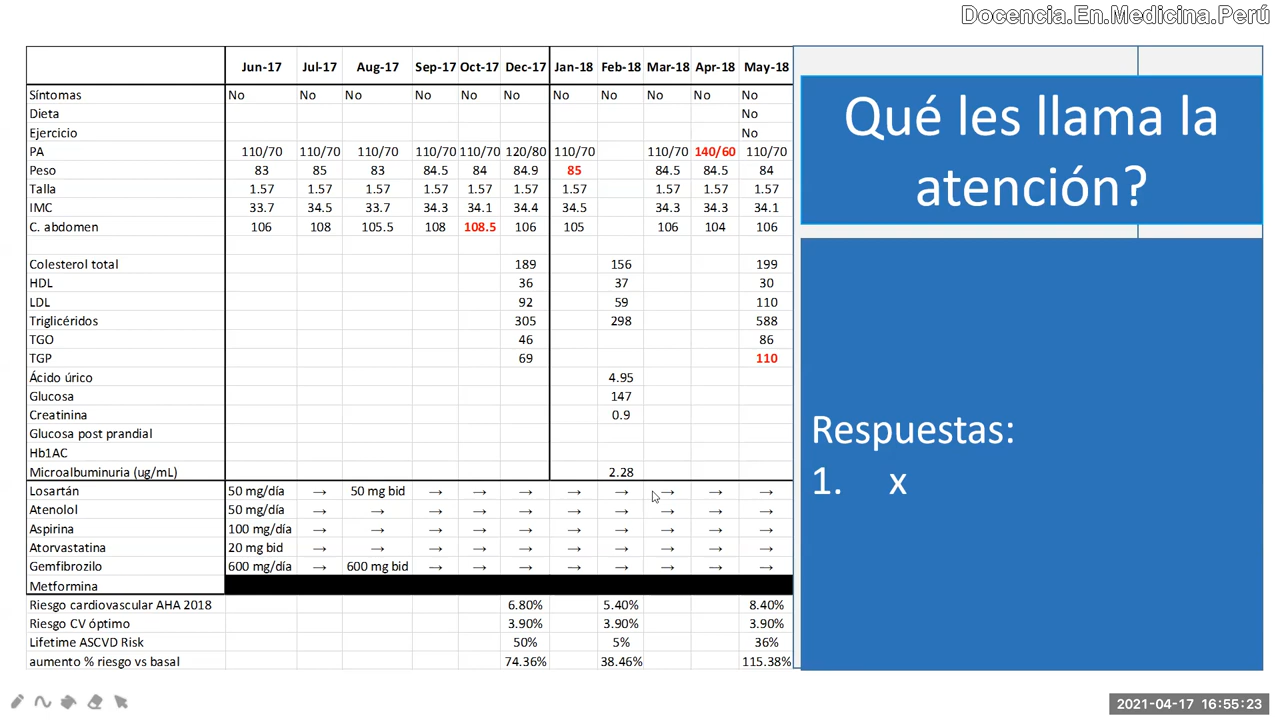 Docencia.En.Medicina.Perú
Jun-17 Jul-17 Aug-17 Sep-17 Oct-17 Dec-17 Jan-18 Feb-18 Mar-18 Apr-18 May-18
Síntomas No No No No No No No No No No No
Dieta No
Ejercicio No
PA 110/70 110/70 110/70 110/70 110/70 120/80 110/70 110/70 140/60 110/70
Peso 83 85 83 84.5 84 84.9 85 84.5 84.5 84
Talla 1.57 1.57 1.57 1.57 1.57 1.57 1.57 1.57 1.57 1.57
IMC 33.7 34.5 33.7 34.3 34.1 34.4 34.5 34.3 34.3 34.1
C. abdomen 106 108 105.5 108 108.5 106 105 106 104 106
Colesterol total 189 156 199
HDL 36 37 30
LDL 92 59 110
Triglicéridos 305 298 588
TGO 46 86
TGP 69 110
Ácido úrico 4.95
Glucosa 147
Creatinina 0.9
Glucosa post prandial
Hb1AC
Microalbuminuria (ug/mL) 2.28
Losartán 50 mg/día → 50 mg bid → → → → → → → →
Atenolol 50 mg/día → → → → → → → → → →
Aspirina 100 mg/día → → → → → → → → → →
Atorvastatina 20 mg bid → → → → → → → → → →
Gemfibrozilo 600 mg/día → 600 mg bid → → → → → → → →
Metformina
Riesgo cardiovascular AHA 2018 6.80% 5.40% 8.40%
Riesgo CV óptimo 3.90% 3.90% 3.90%
Lifetime ASCVD Risk 50% 5% 36%
aumento % riesgo vs basal 74.36% 38.46% 115.38%
Qué les llama la
atención?
Respuestas:
1. x
2021-04-17 16:55:23